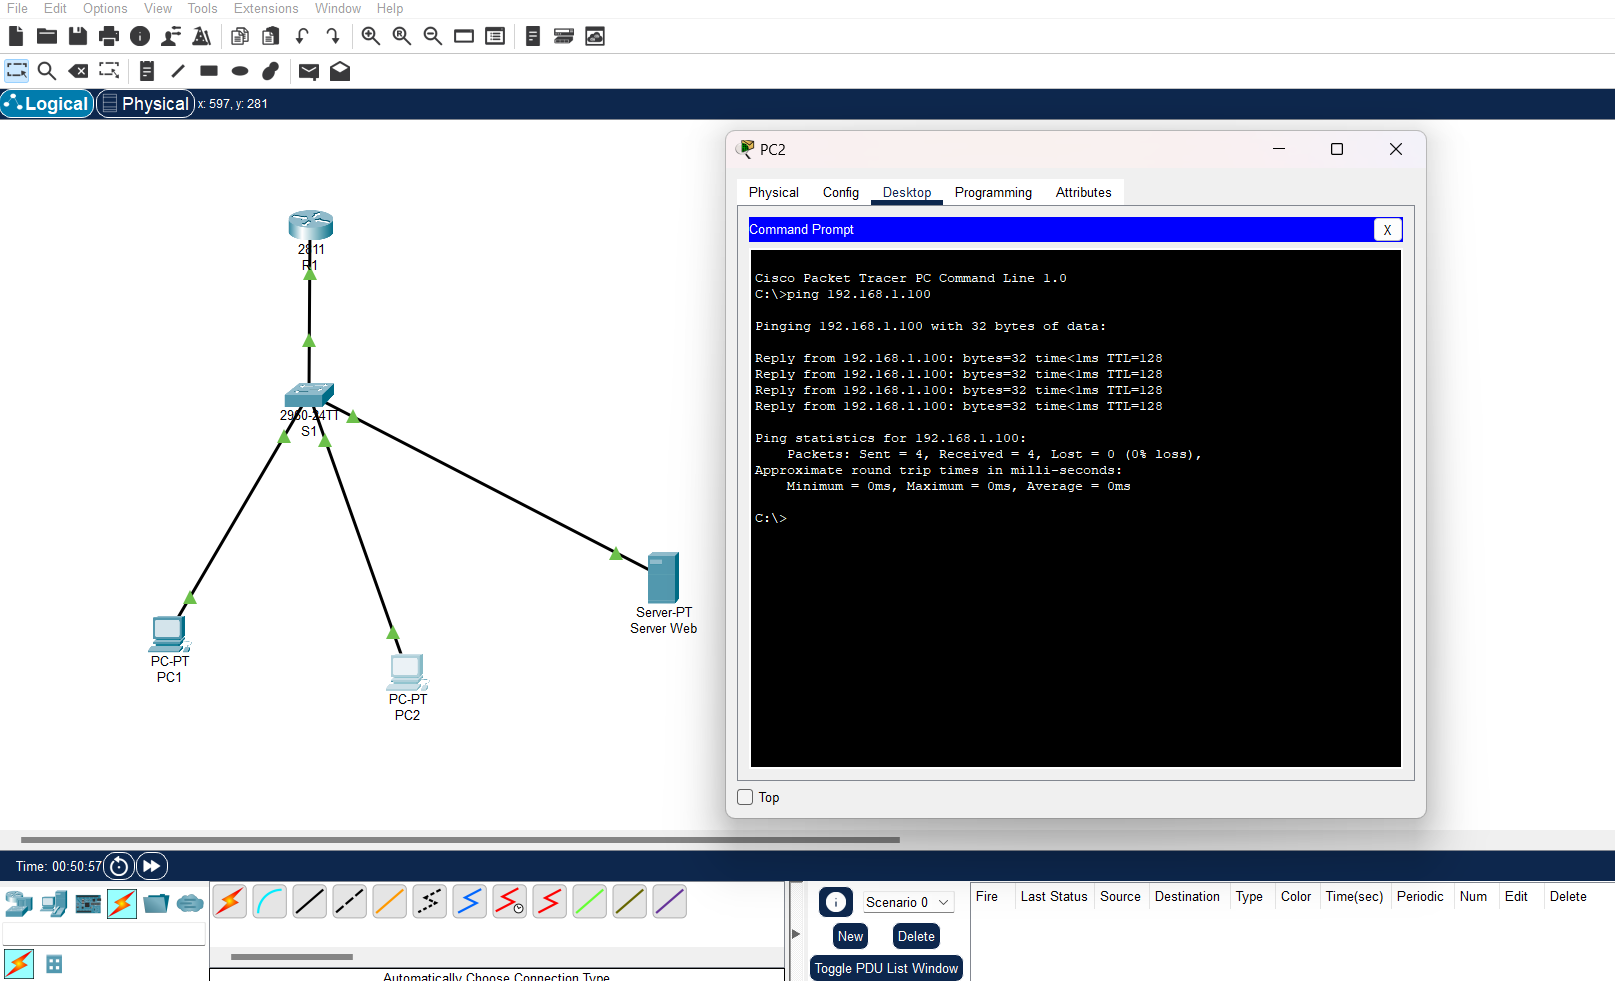 File Edit Options View Tools Extensions Window Help
Logical Physical x: 597, y: 281
2811
R1
2960-24TT
S1
PC-PT
PC1
PC-PT
PC2
Server-PT
Server Web
PC2
Physical Config Desktop Programming Attributes
Command Prompt X
Cisco Packet Tracer PC Command Line 1.0
C:\>ping 192.168.1.100
Pinging 192.168.1.100 with 32 bytes of data:
Reply from 192.168.1.100: bytes=32 time<1ms TTL=128
Reply from 192.168.1.100: bytes=32 time<1ms TTL=128
Reply from 192.168.1.100: bytes=32 time<1ms TTL=128
Reply from 192.168.1.100: bytes=32 time<1ms TTL=128
Ping statistics for 192.168.1.100:
Packets: Sent = 4, Received = 4, Lost = 0 (0% loss),
Approximate round trip times in milli-seconds:
Minimum = 0ms, Maximum = 0ms, Average = 0ms
C:\>
Top
Time: 00:50:57
Automatically Choose Connection Type
Scenario 0
New Delete
Toggle PDU List Window
Fire Last Status Source Destination Type Color Time(sec) Periodic Num Edit Delete